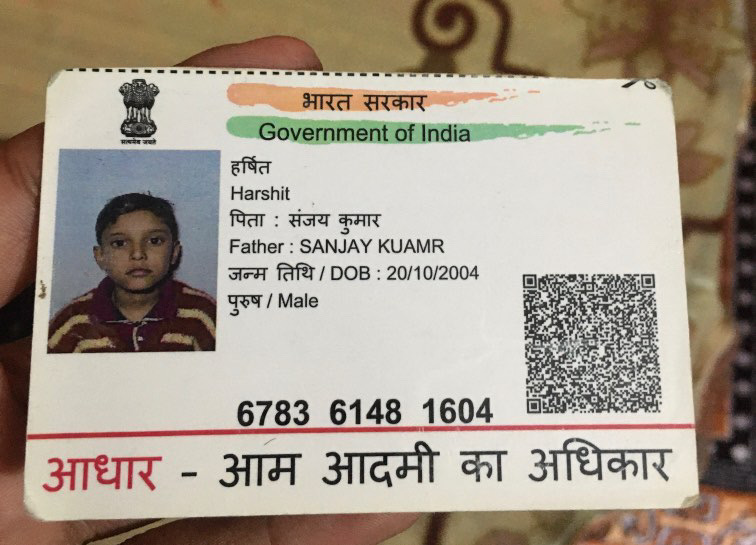 भारत सरकार
Government of India
सत्यमेव जयते
हर्षित
Harshit
पिता : संजय कुमार
Father : SANJAY KUAMR
जन्म तिथि / DOB : 20/10/2004
पुरुष / Male
6783 6148 1604
आधार - आम आदमी का अधिकार